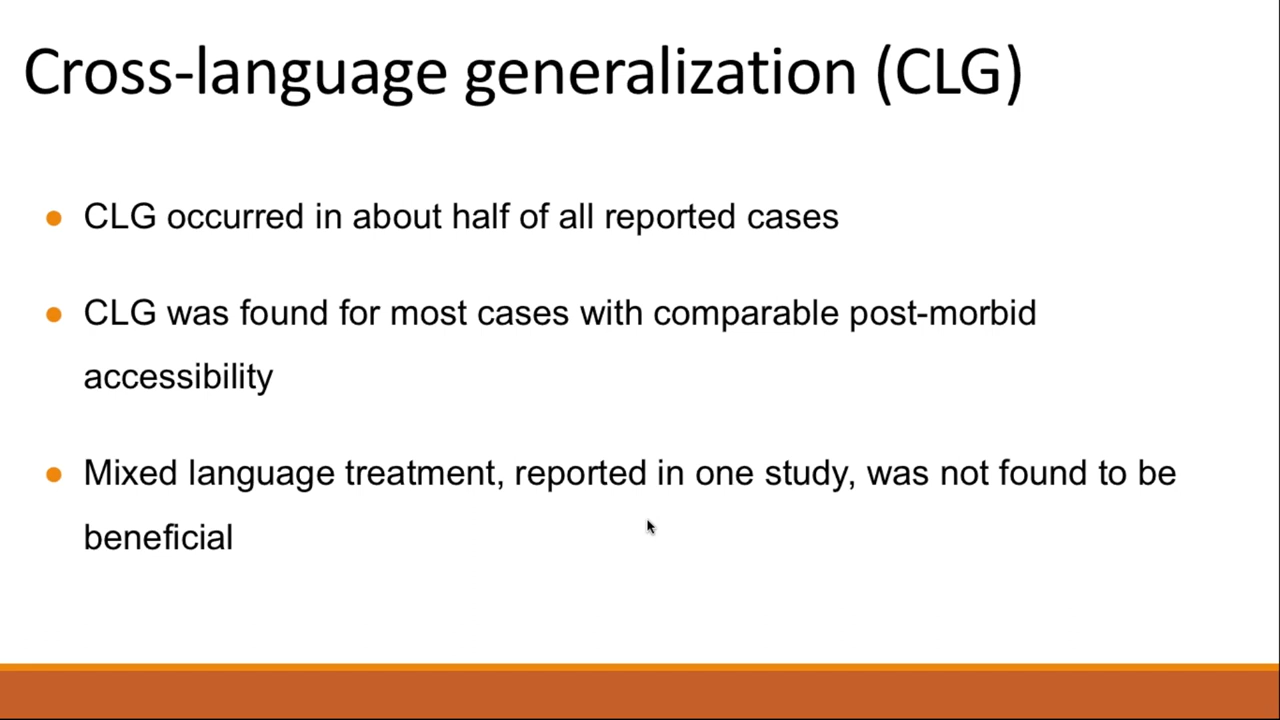 Cross-language generalization (CLG)
● CLG occurred in about half of all reported cases
● CLG was found for most cases with comparable post-morbid
accessibility
● Mixed language treatment, reported in one study, was not found to be
beneficial